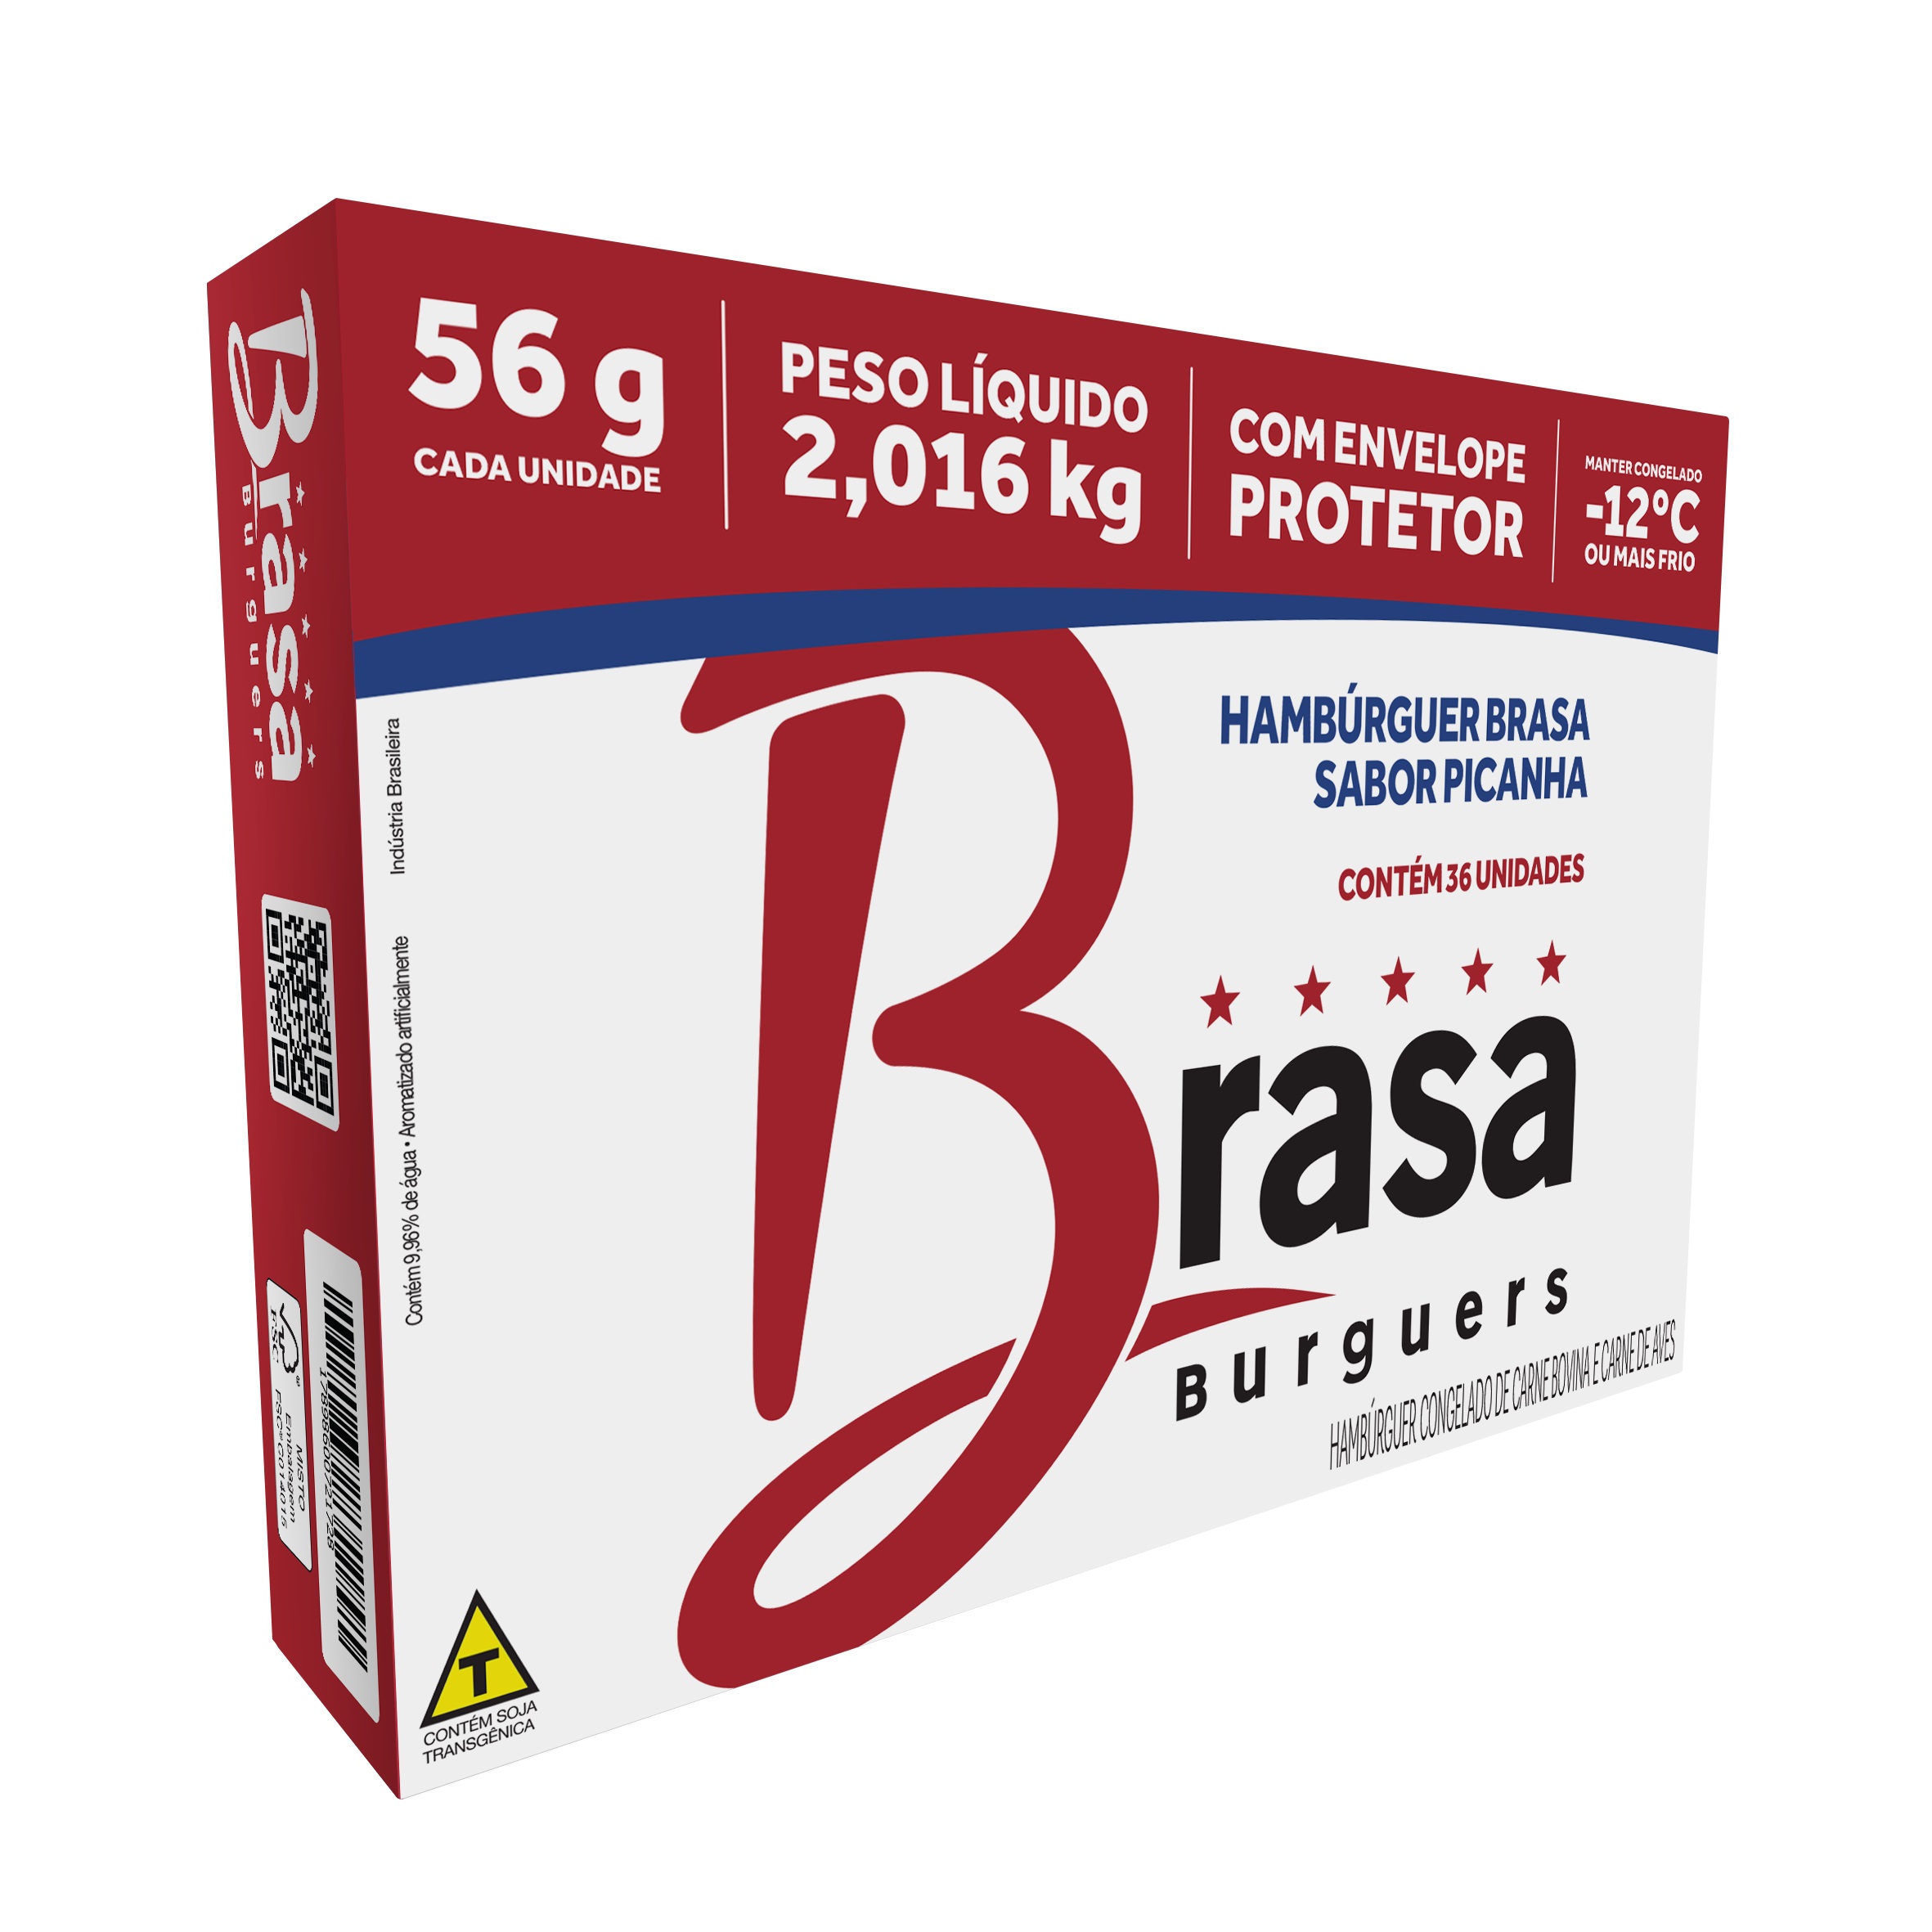 56 g
CADA UNIDADE
PESO LÍQUIDO
2,016 kg
COM ENVELOPE
PROTETOR
MANTER CONGELADO
-12ºC
OU MAIS FRIO
HAMBÚRGUER BRASA
SABOR PICANHA
CONTÉM 36 UNIDADES
Brasa
Burguers
HAMBÚRGUER CONGELADO DE CARNE BOVINA E CARNE DE AVES
Indústria Brasileira
Contém 9,96% de água • Aromatizado artificialmente
T
CONTÉM SOJA
TRANSGÊNICA
Brasa
Burguers
FSC
MISTO
Embalagem